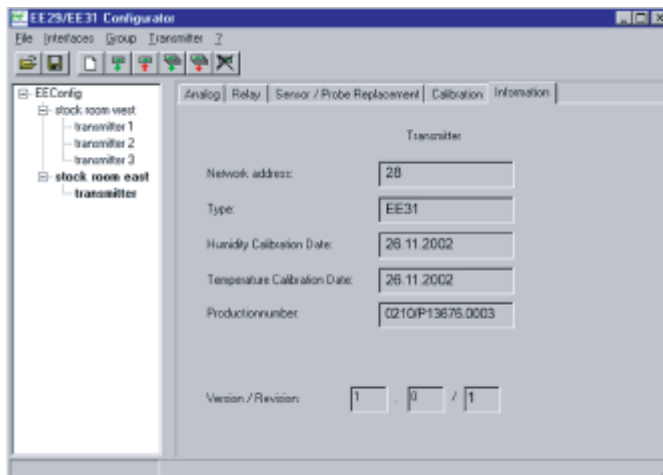 EE29/EE31 Configurator
File Interfaces Group Transmitter ?
EEConfig
stock room west
transmitter 1
transmitter 2
transmitter 3
stock room east
transmitter
Analog Relay Sensor / Probe Replacement Calibration Information
Transmitter
Network address: 28
Type: EE31
Humidity Calibration Date: 26.11.2002
Temperature Calibration Date: 26.11.2002
Productionnumber: 0210/P13676.0003
Version / Revision: 1 . 0 / 1